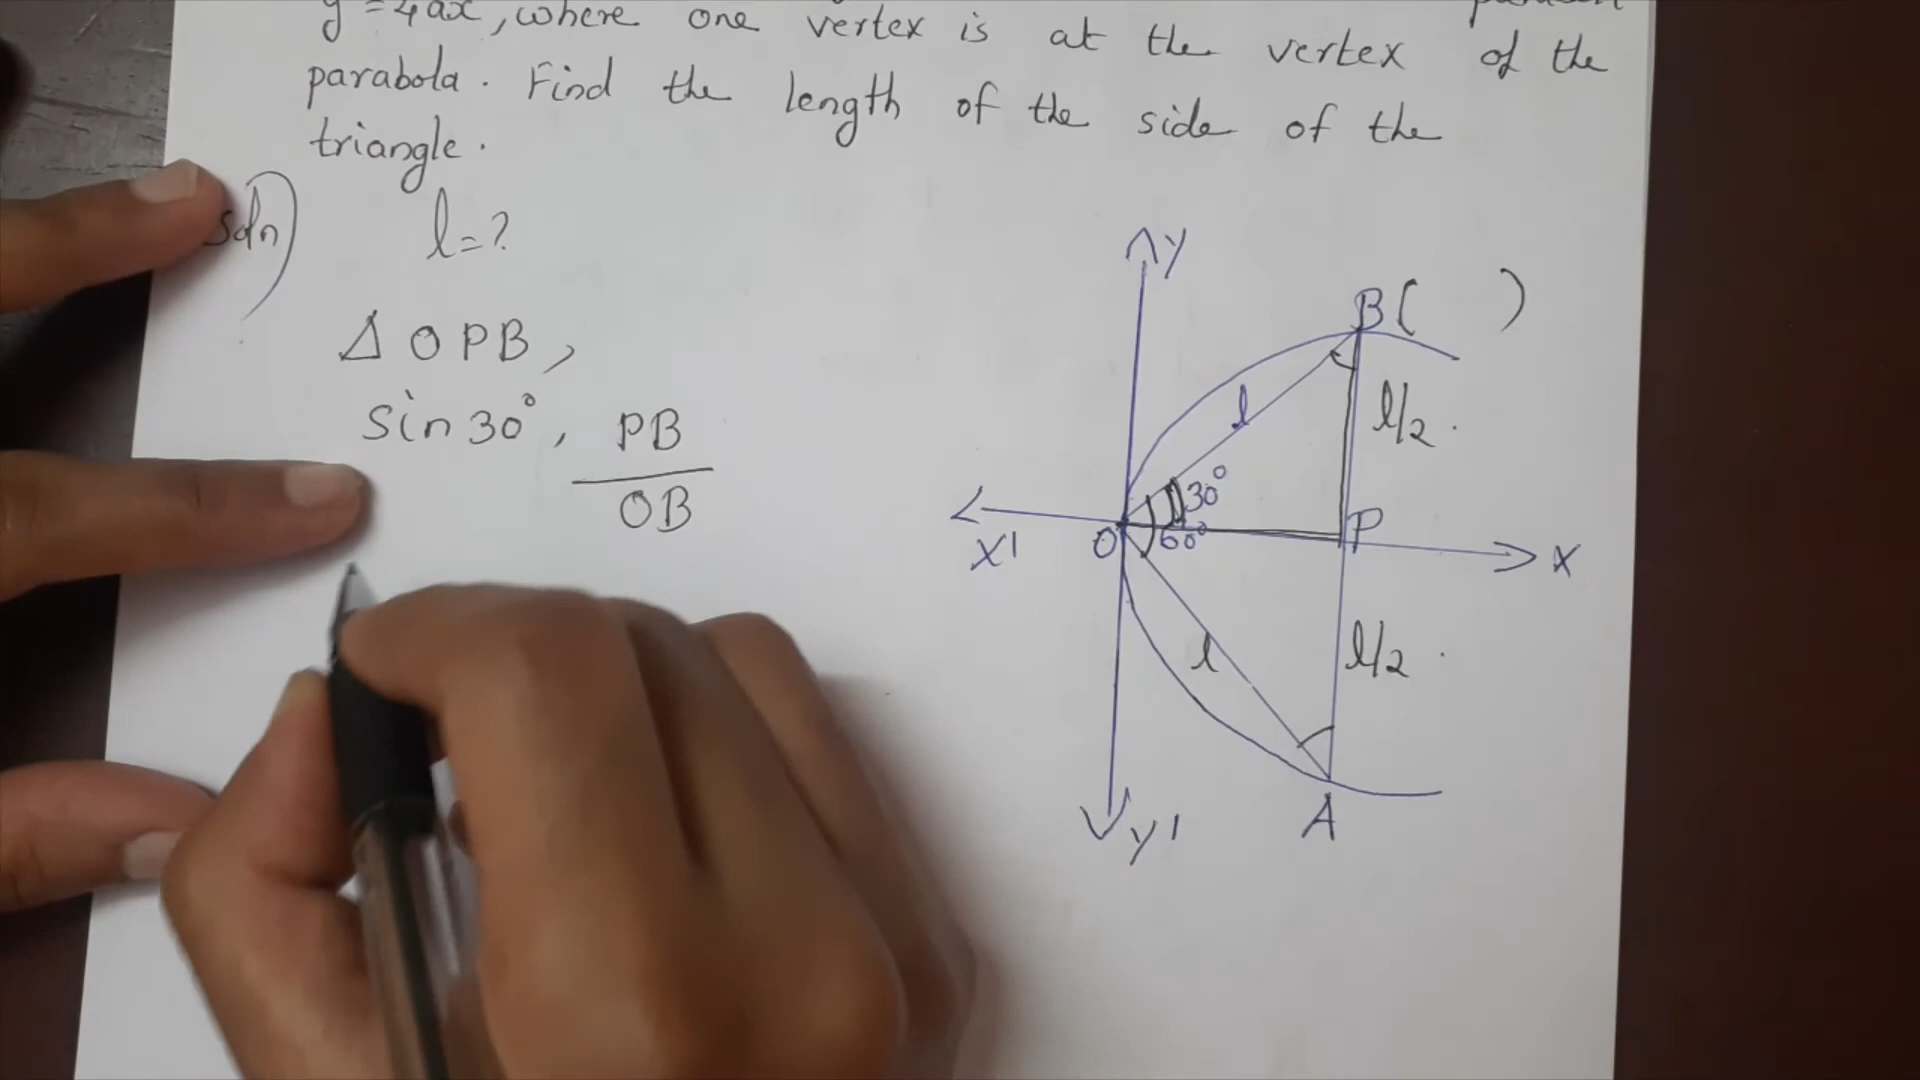 y = 4ax, where one vertex is at the vertex of the
parabola. Find the length of the side of the
triangle.
Soln) l = ?
Δ OPB,
sin 30°, PB
OB
Y
B ( )
l
l/2 .
30°
60°
O
P
X'
X
l
l/2 .
A
Y'